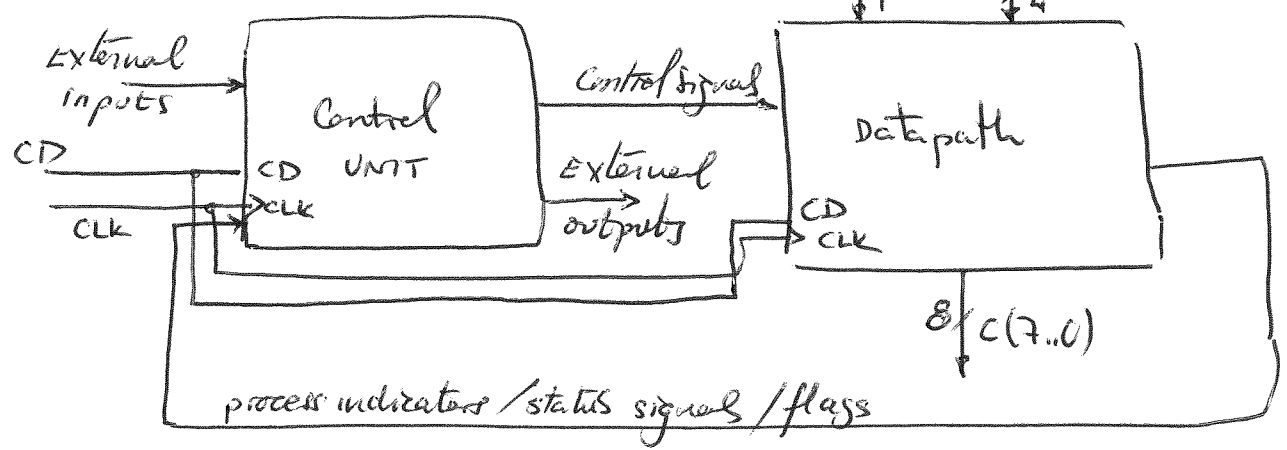 External
inputs
CD
CLK
Control
UNIT
CD
CLK
Control signals
External
outputs
Datapath
CD
CLK
8
C(7..0)
process indicators / status signals / flags